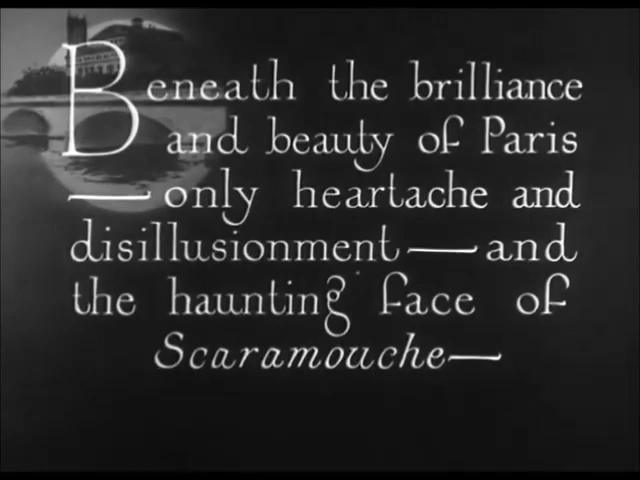 Beneath the brilliance
and beauty of Paris
— only heartache and
disillusionment — and
the haunting face of
Scaramouche —